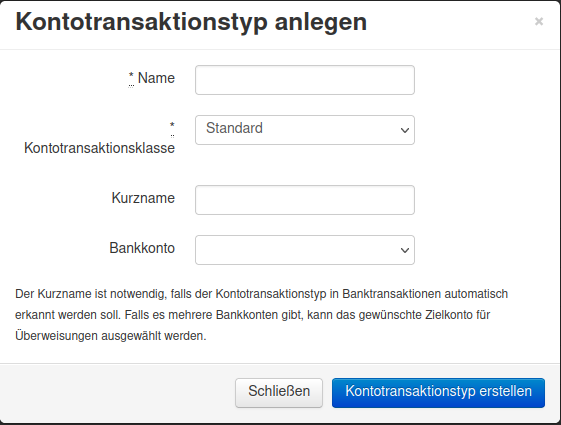 Kontotransaktionstyp anlegen ×
* Name
*
Kontotransaktionsklasse
Standard
Kurzname
Bankkonto
Der Kurzname ist notwendig, falls der Kontotransaktionstyp in Banktransaktionen automatisch
erkannt werden soll. Falls es mehrere Bankkonten gibt, kann das gewünschte Zielkonto für
Überweisungen ausgewählt werden.
Schließen Kontotransaktionstyp erstellen